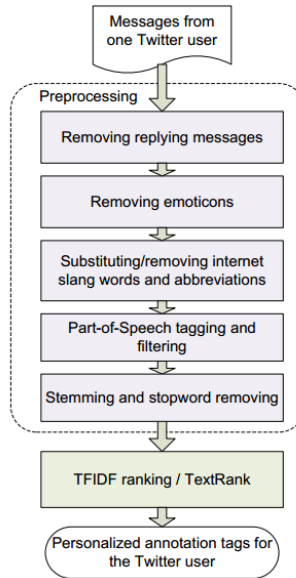 Messages from
one Twitter user
Preprocessing
Removing replying messages
Removing emoticons
Substituting/removing internet
slang words and abbreviations
Part-of-Speech tagging and
filtering
Stemming and stopword removing
TFIDF ranking / TextRank
Personalized annotation tags for
the Twitter user